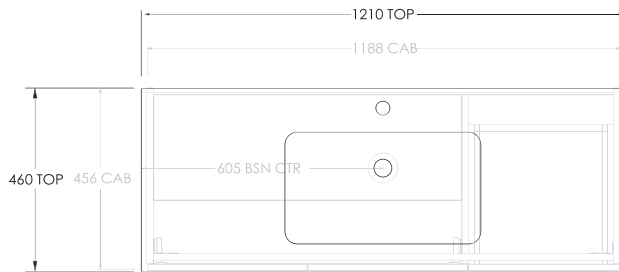 1210 TOP
1188 CAB
605 BSN CTR
460 TOP
456 CAB